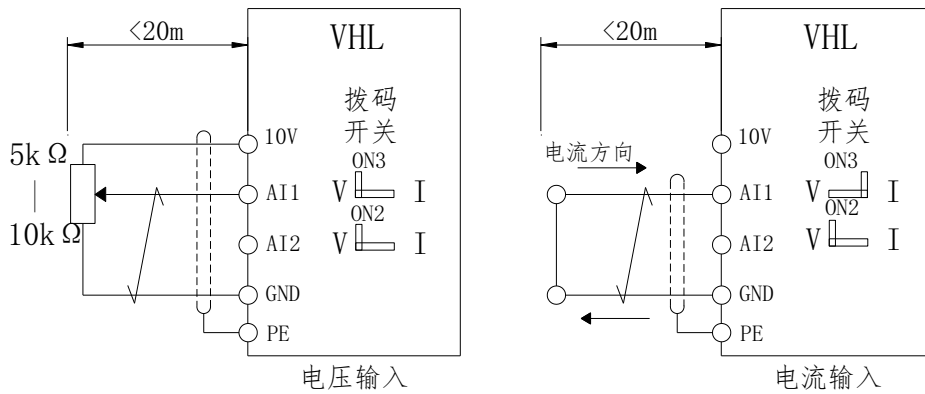 <20m
VHL
拨码
开关
10V
5k Ω
ON3
V I
AI1
10k Ω
ON2
V I
AI2
GND
PE
电压输入
<20m
VHL
拨码
开关
10V
电流方向
ON3
V I
AI1
ON2
V I
AI2
GND
PE
电流输入